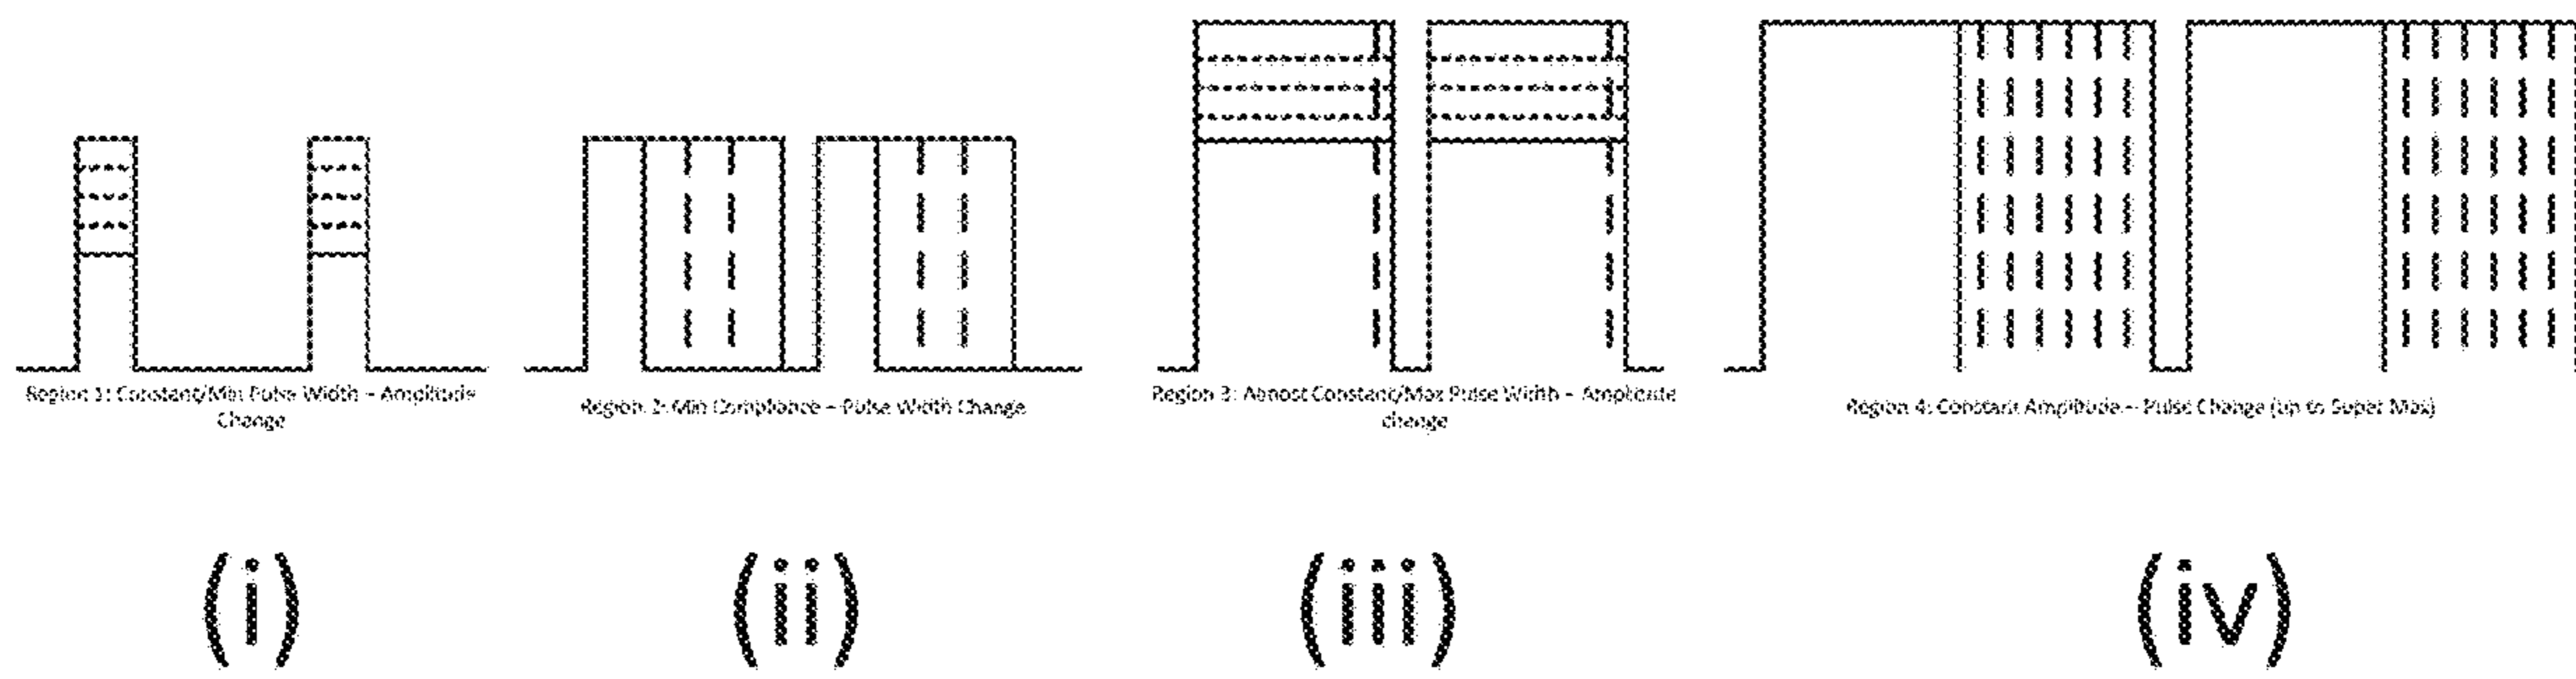 Region 1: Constant/Min Pulse Width – Amplitude
Change
Region 2: Min Compliance – Pulse Width Change
Region 3: Almost Constant/Max Pulse Width – Amplitude
change
Region 4: Constant Amplitude – Pulse Change (up to Super Max)
(i)
(ii)
(iii)
(iv)